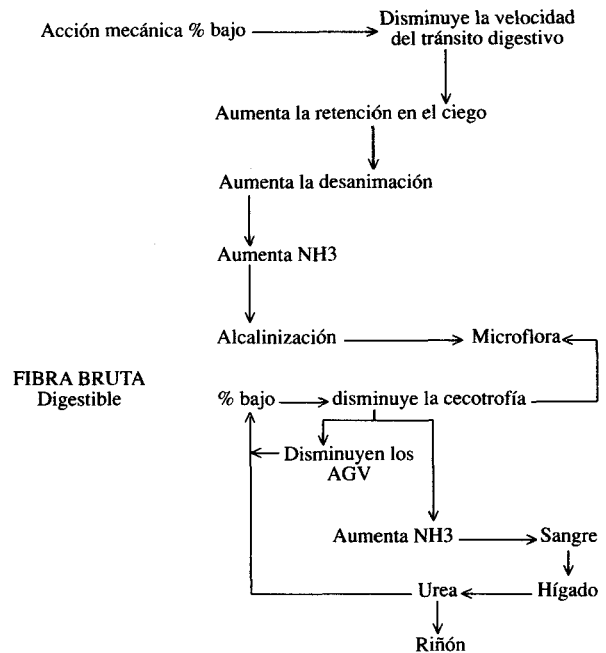 Acción mecánica % bajo
Disminuye la velocidad
del tránsito digestivo
Aumenta la retención en el ciego
Aumenta la desanimación
Aumenta NH3
Alcalinización
Microflora
FIBRA BRUTA
Digestible
% bajo
disminuye la cecotrofía
Disminuyen los
AGV
Aumenta NH3
Sangre
Urea
Hígado
Riñón